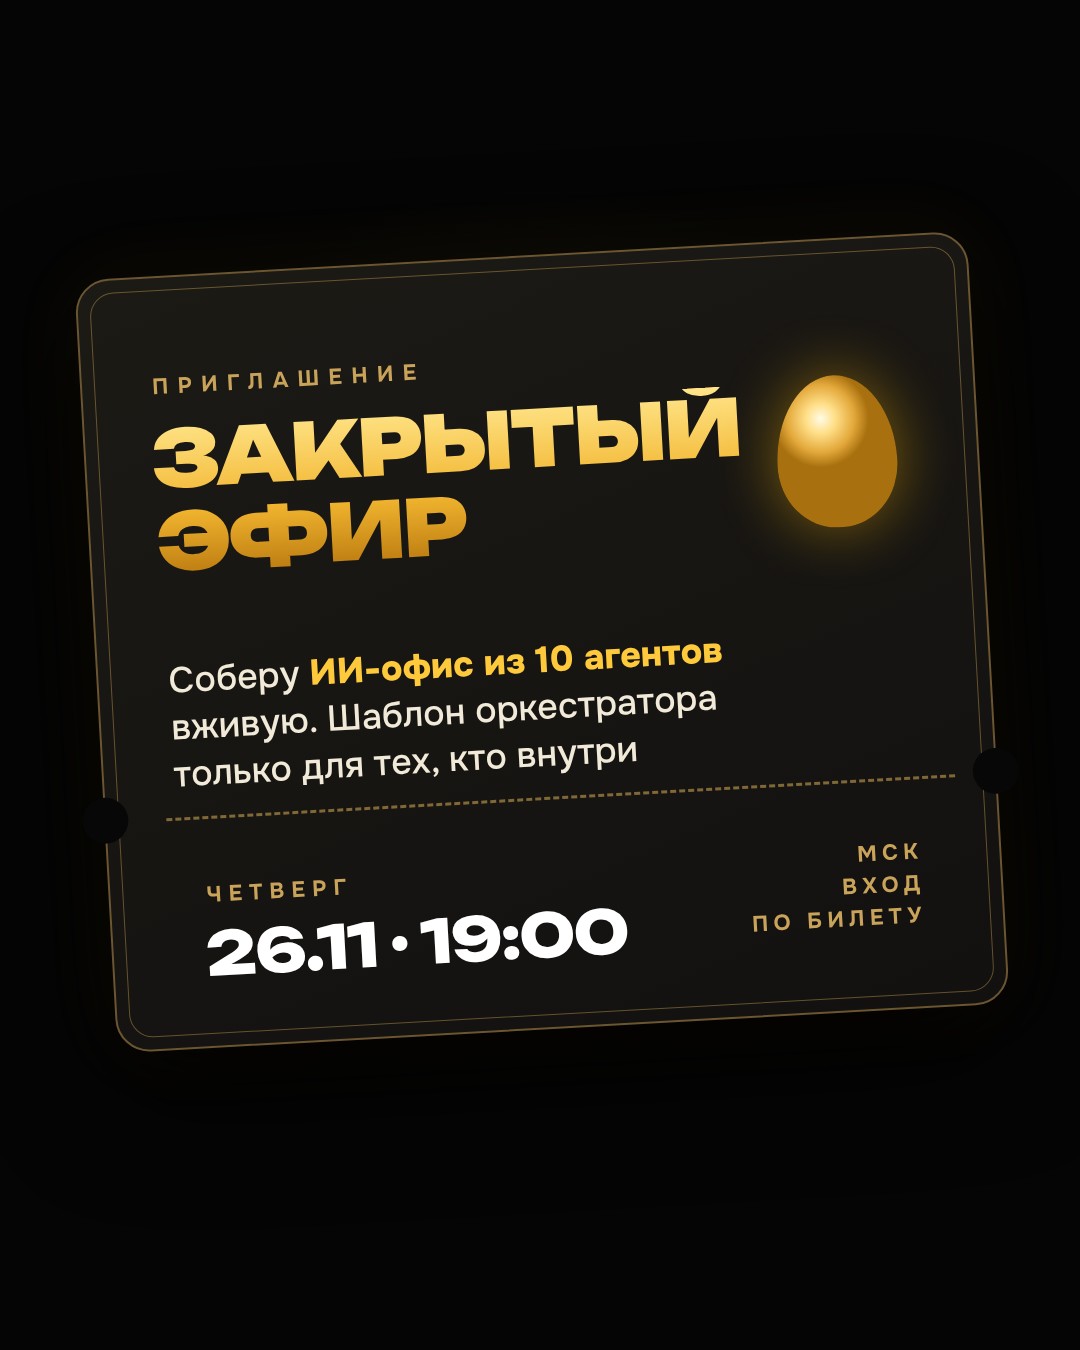 ПРИГЛАШЕНИЕ
ЗАКРЫТЫЙ
ЭФИР
Соберу ИИ-офис из 10 агентов
вживую. Шаблон оркестратора
только для тех, кто внутри
ЧЕТВЕРГ
26.11 • 19:00
МСК
ВХОД
ПО БИЛЕТУ